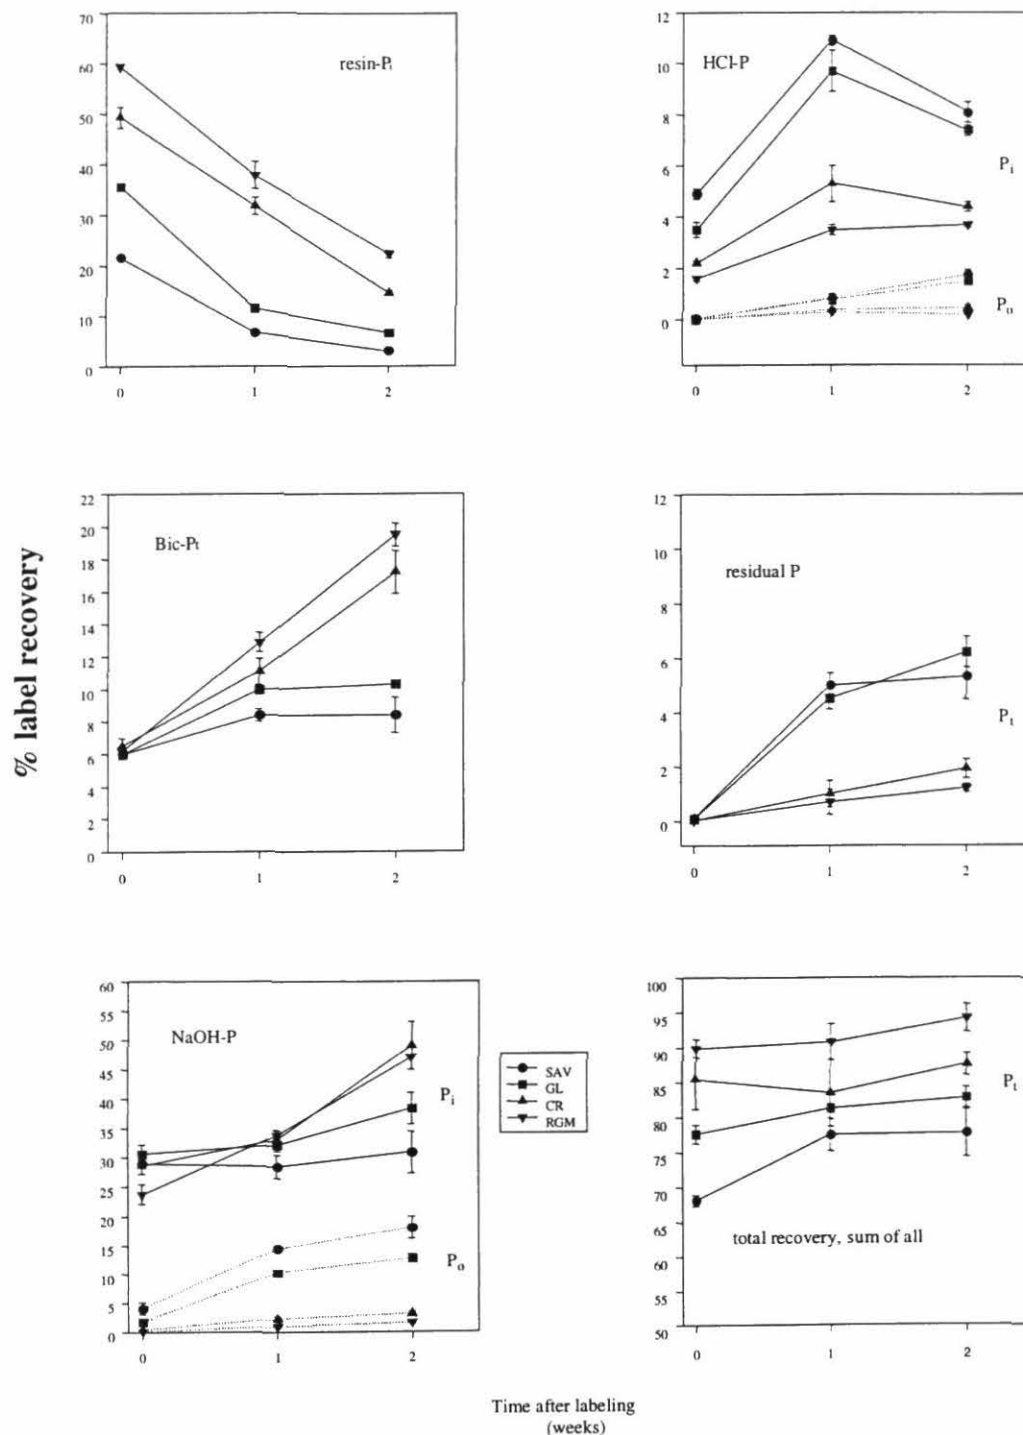 70
60
50
40
30
20
10
0
resin-Pi
0 1 2
12
10
8
6
4
2
0
HCl-P
Pi
Po
0 1 2
% label recovery
22
20
18
16
14
12
10
8
6
4
2
0
Bic-Pt
0 1 2
12
10
8
6
4
2
0
residual P
Pt
0 1 2
60
55
50
45
40
35
30
25
20
15
10
5
0
NaOH-P
Pi
Po
0 1 2
SAV
GL
CR
RGM
100
95
90
85
80
75
70
65
60
55
50
Pt
total recovery, sum of all
0 1 2
Time after labeling
(weeks)